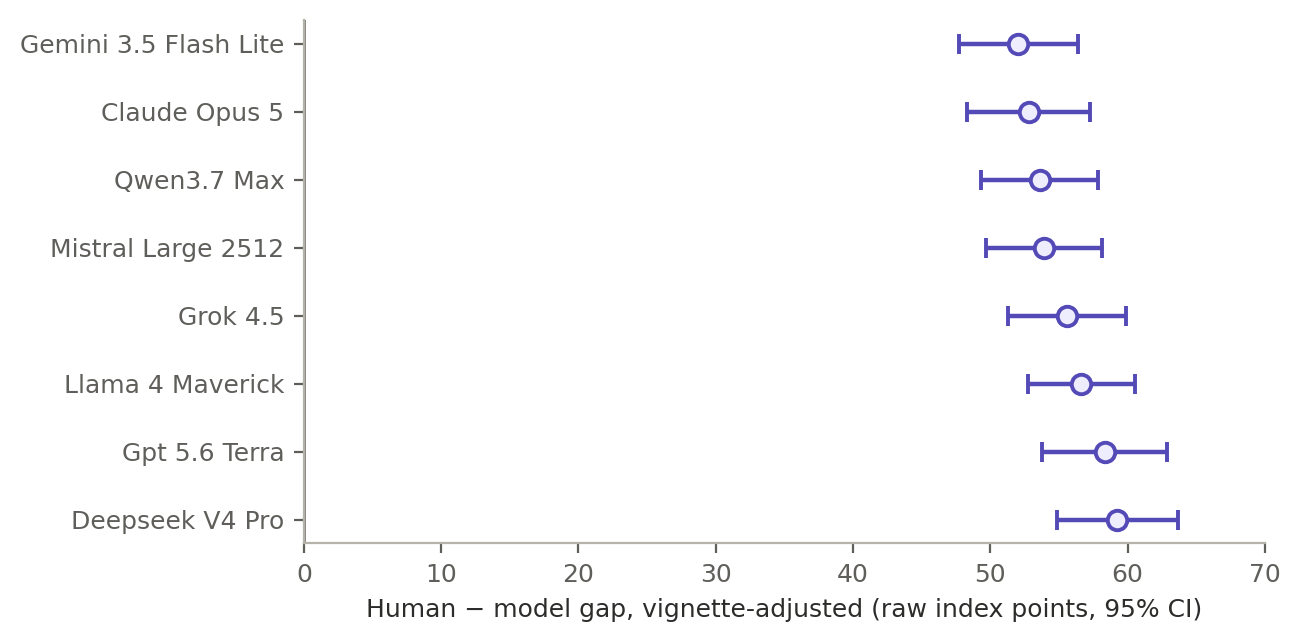 Gemini 3.5 Flash Lite
Claude Opus 5
Qwen3.7 Max
Mistral Large 2512
Grok 4.5
Llama 4 Maverick
Gpt 5.6 Terra
Deepseek V4 Pro
0 10 20 30 40 50 60 70
Human − model gap, vignette-adjusted (raw index points, 95% CI)